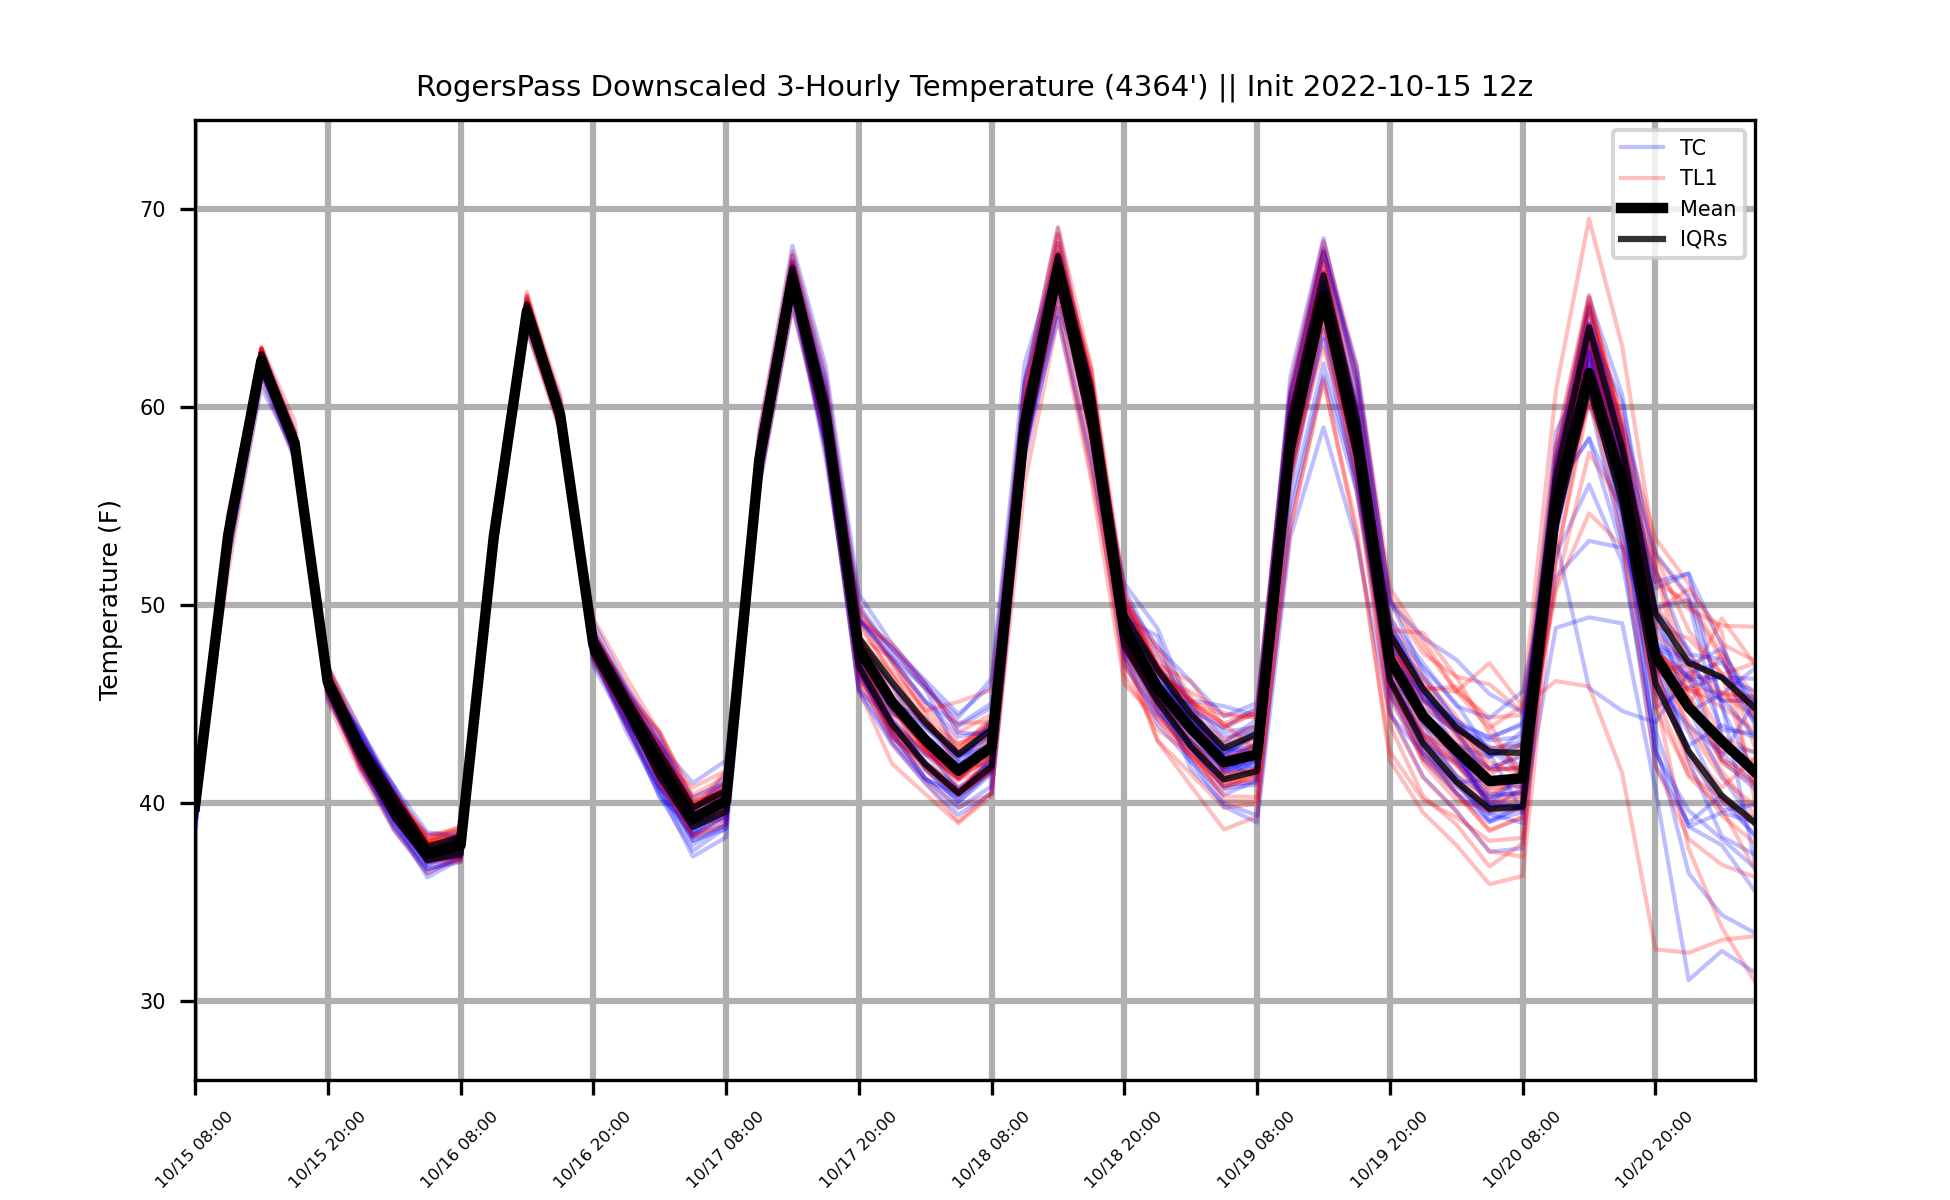 RogersPass Downscaled 3-Hourly Temperature (4364') || Init 2022-10-15 12z
TC
TL1
Mean
IQRs
Temperature (F)
70
60
50
40
30
10/15 08:00
10/15 20:00
10/16 08:00
10/16 20:00
10/17 08:00
10/17 20:00
10/18 08:00
10/18 20:00
10/19 08:00
10/19 20:00
10/20 08:00
10/20 20:00